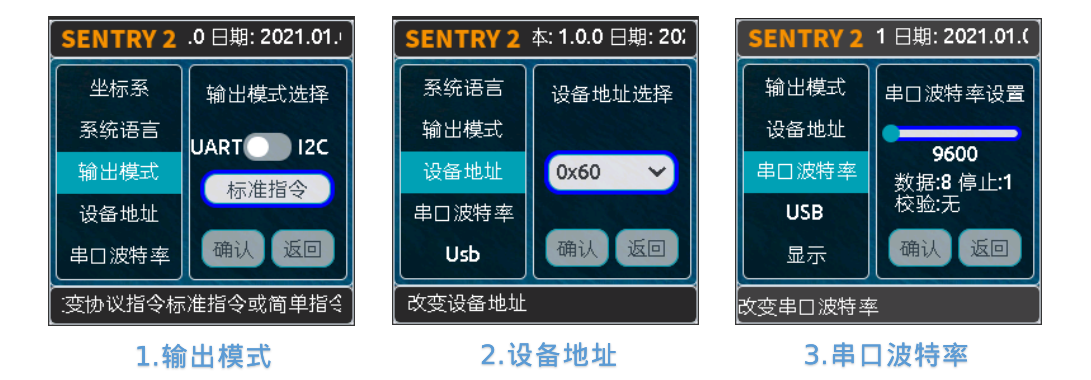 SENTRY 2 .0 日期: 2021.01.
坐标系
系统语言
输出模式
设备地址
串口波特率
输出模式选择
UART I2C
标准指令
确认 返回
变协议指令标准指令或简单指令
1.输出模式
SENTRY 2 本: 1.0.0 日期: 202
系统语言
输出模式
设备地址
串口波特率
Usb
设备地址选择
0x60
确认 返回
改变设备地址
2.设备地址
SENTRY 2 1 日期: 2021.01.0
输出模式
设备地址
串口波特率
USB
显示
串口波特率设置
9600
数据:8 停止:1
校验:无
确认 返回
改变串口波特率
3.串口波特率